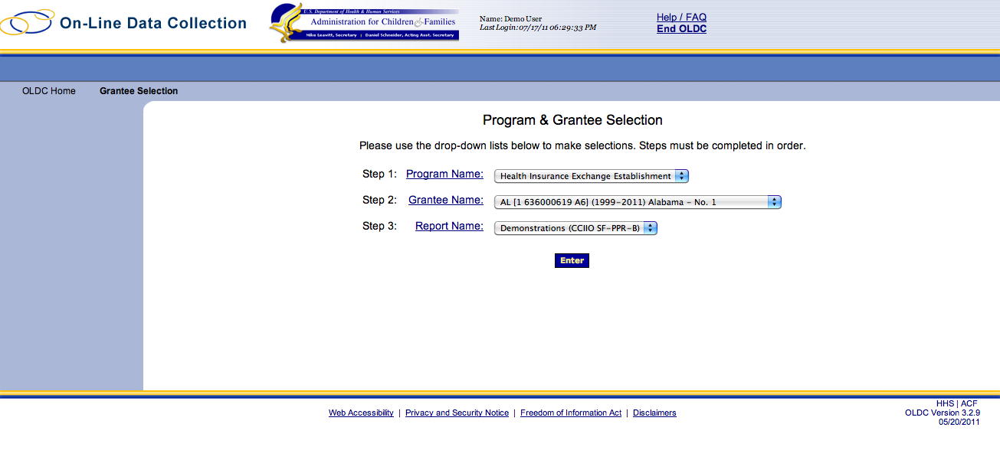 On-Line Data Collection
U.S. Department of Health & Human Services
Administration for Children & Families
Mike Leavitt, Secretary | Daniel Schneider, Acting Asst. Secretary
Name: Demo User
Last Login:07/17/11 06:29:33 PM
Help / FAQ
End OLDC
OLDC Home Grantee Selection
Program & Grantee Selection
Please use the drop-down lists below to make selections. Steps must be completed in order.
Step 1: Program Name: Health Insurance Exchange Establishment
Step 2: Grantee Name: AL [1 636000619 A6] (1999-2011) Alabama - No. 1
Step 3: Report Name: Demonstrations (CCIIO SF-PPR-B)
Enter
Web Accessibility | Privacy and Security Notice | Freedom of Information Act | Disclaimers
HHS | ACF
OLDC Version 3.2.9
05/20/2011